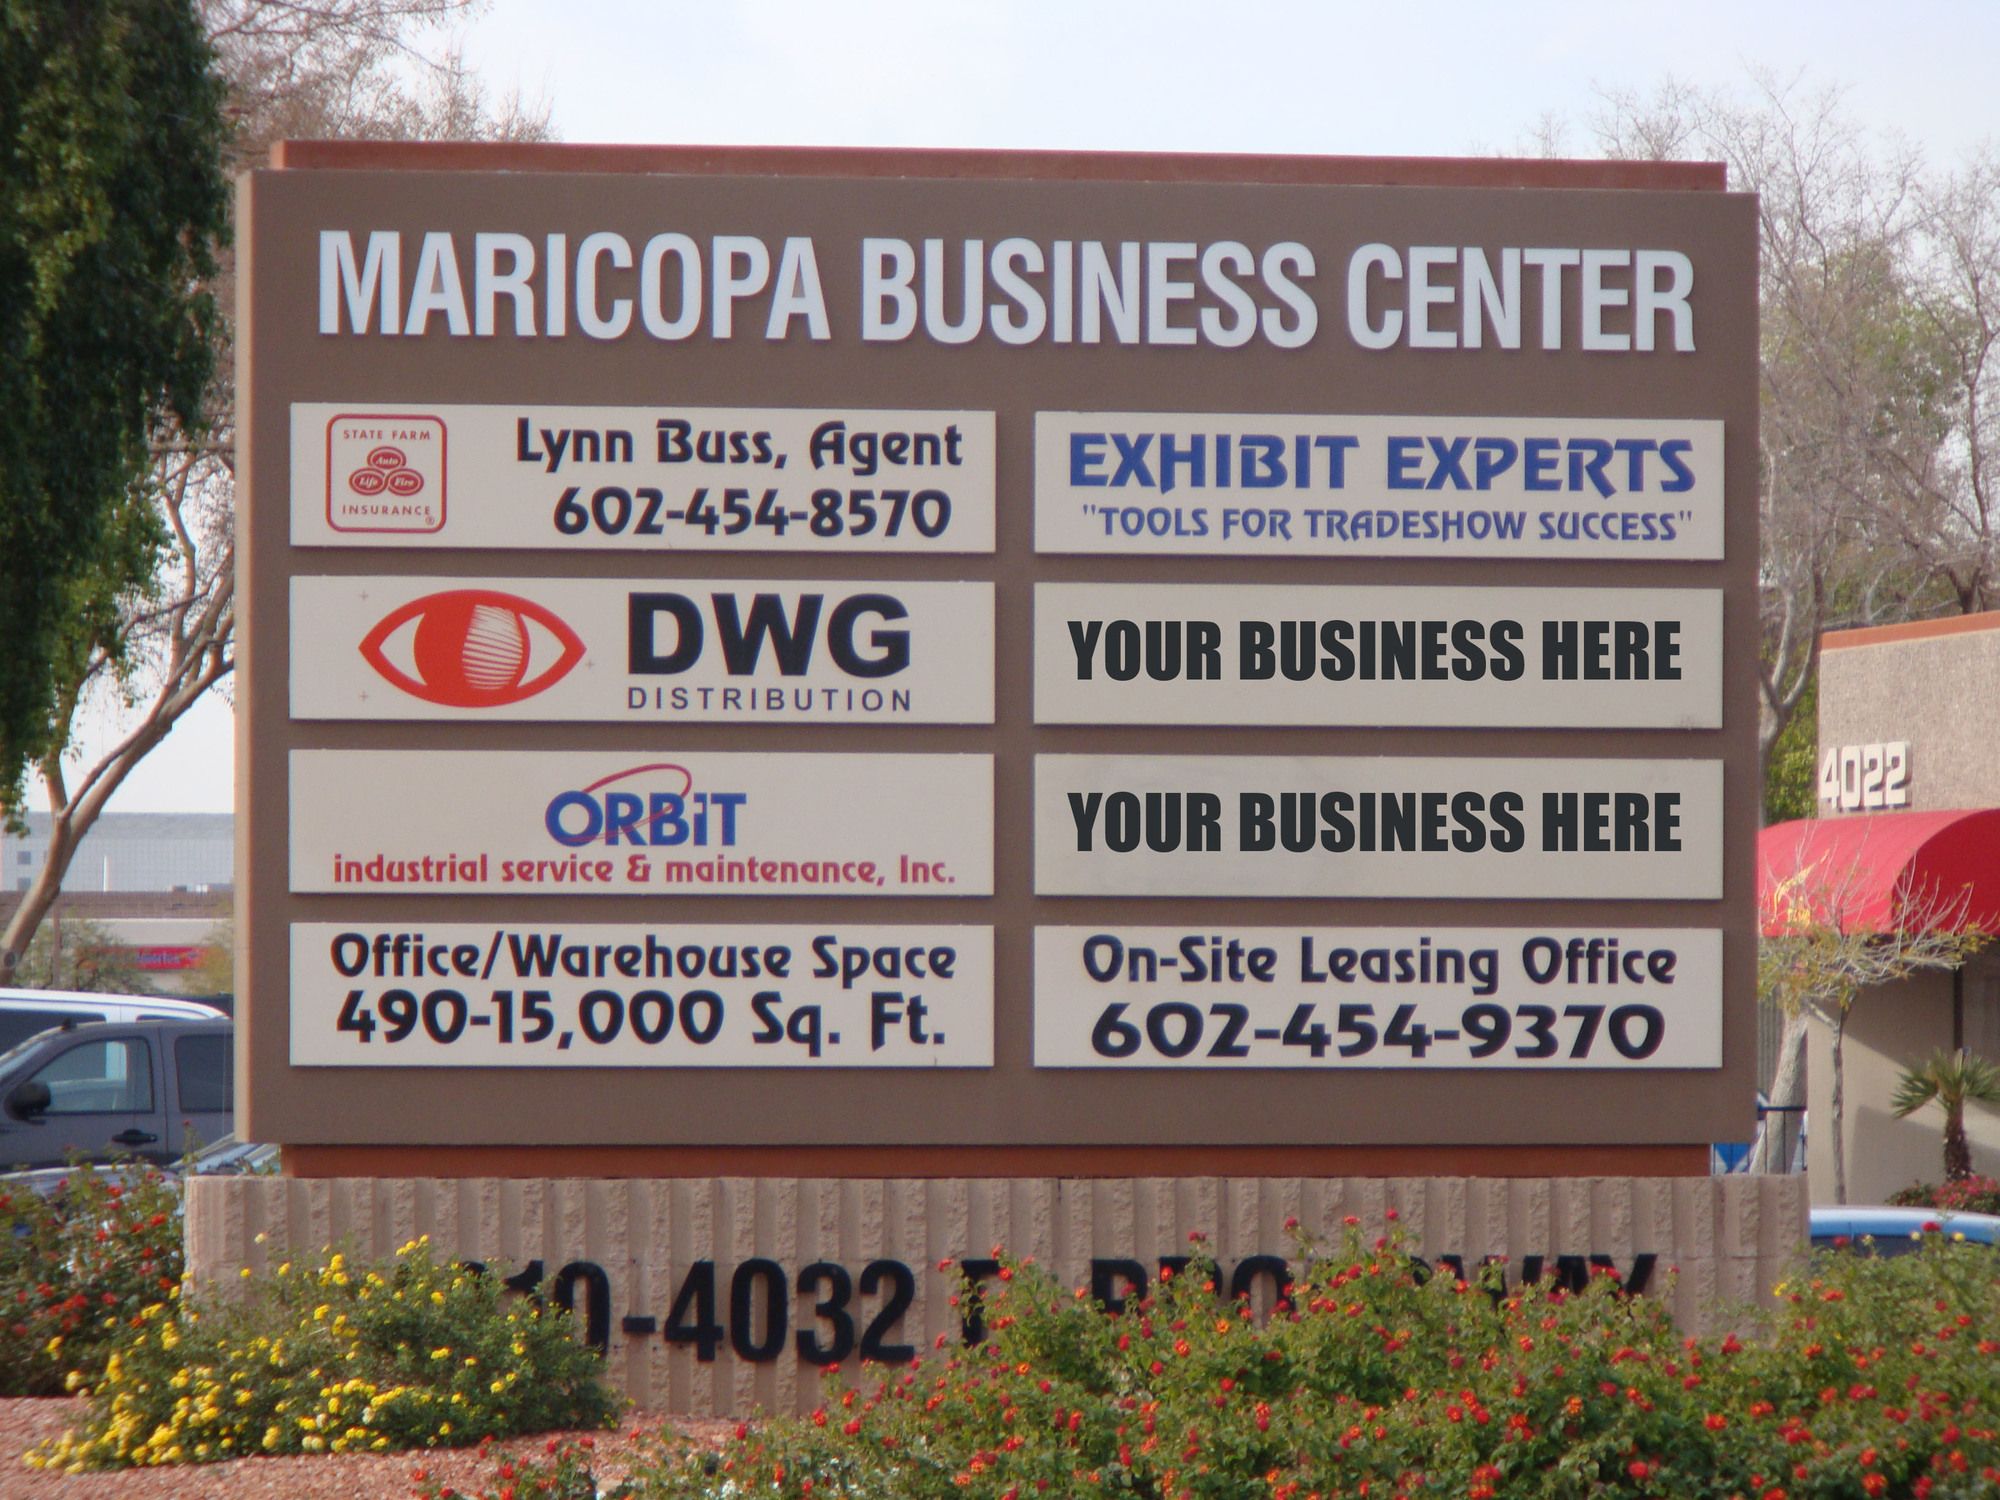 MARICOPA BUSINESS CENTER
STATE FARM
Auto
Life Fire
INSURANCE®
Lynn Buss, Agent
602-454-8570
EXHIBIT EXPERTS
"TOOLS FOR TRADESHOW SUCCESS"
DWG
DISTRIBUTION
YOUR BUSINESS HERE
ORBiT
industrial service & maintenance, Inc.
YOUR BUSINESS HERE
Office/Warehouse Space
490-15,000 Sq. Ft.
On-Site Leasing Office
602-454-9370
4022
-4032